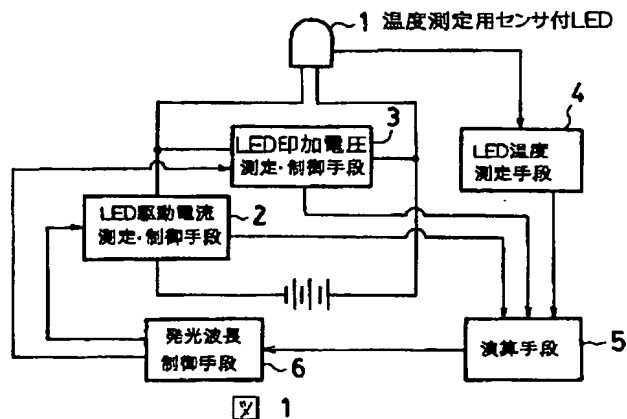 1 温度測定用センサ付LED
3
LED印加電圧
測定・制御手段
4
LED温度
測定手段
LED駆動電流
測定・制御手段
2
発光波長
制御手段
6
演算手段
5
図 1